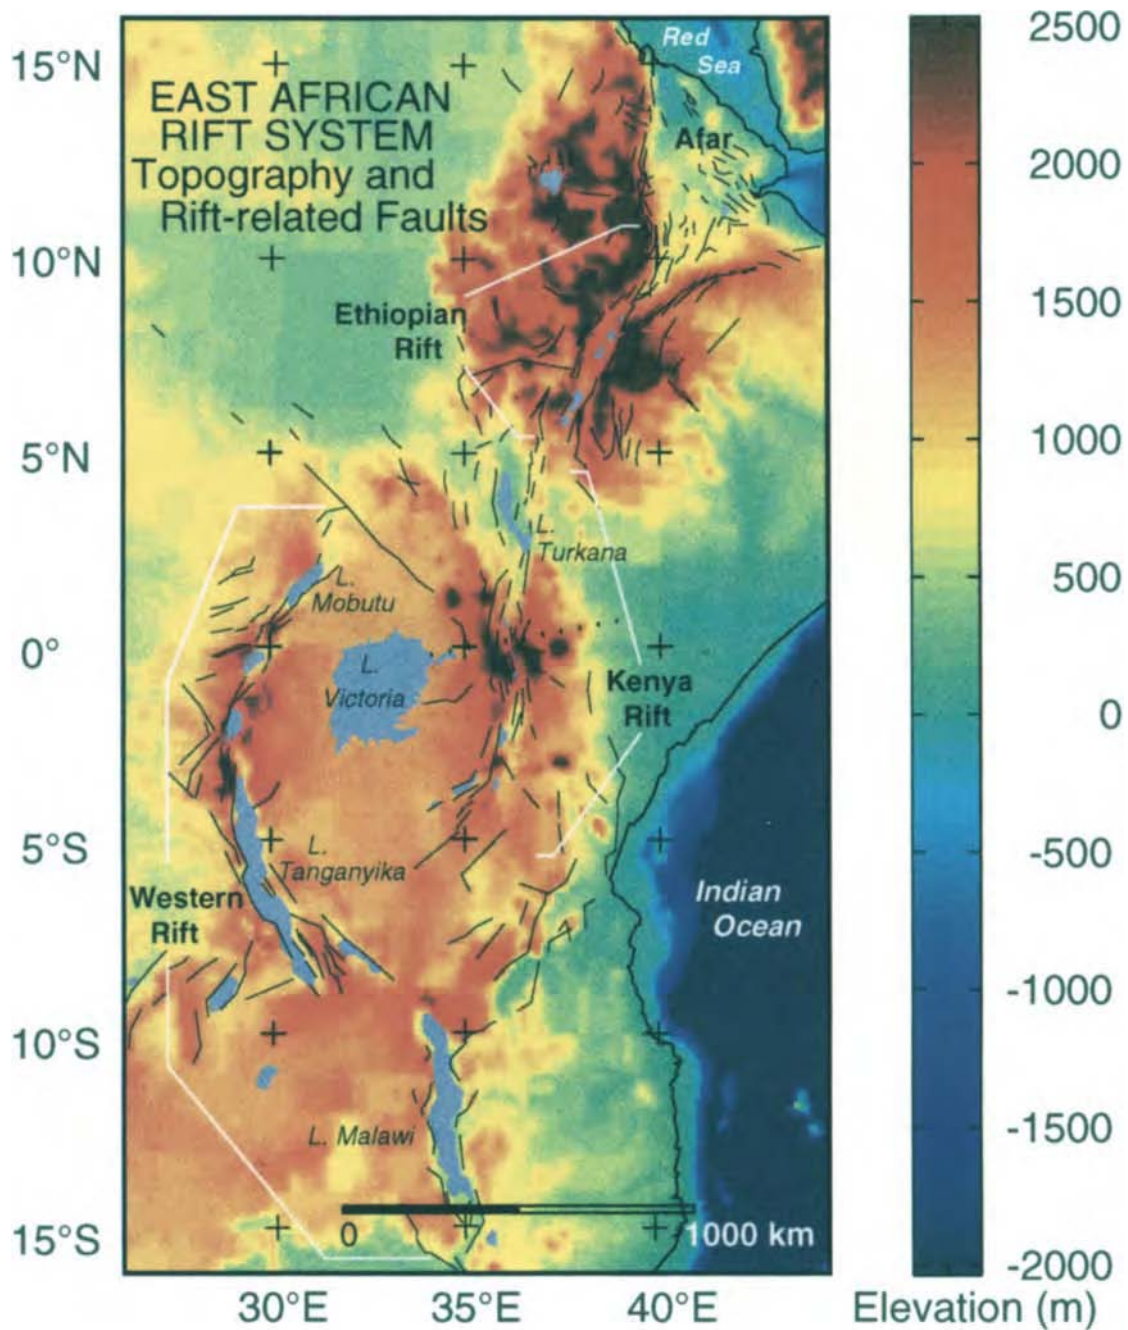 EAST AFRICAN
RIFT SYSTEM
Topography and
Rift-related Faults
Red
Sea
Afar
Ethiopian
Rift
L.
Turkana
L.
Mobutu
L.
Victoria
Kenya
Rift
L.
Tanganyika
Western
Rift
Indian
Ocean
L. Malawi
0
1000 km
15°N
10°N
5°N
0°
5°S
10°S
15°S
30°E
35°E
40°E
2500
2000
1500
1000
500
0
-500
-1000
-1500
-2000
Elevation (m)